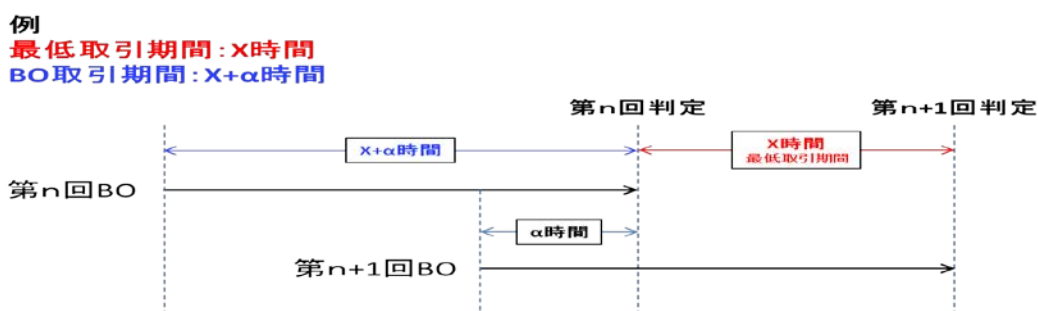 例
最低取引期間:X時間
BO取引期間:X+α時間
第n回判定
第n+1回判定
X+α時間
X時間
最低取引期間
第n回BO
α時間
第n+1回BO